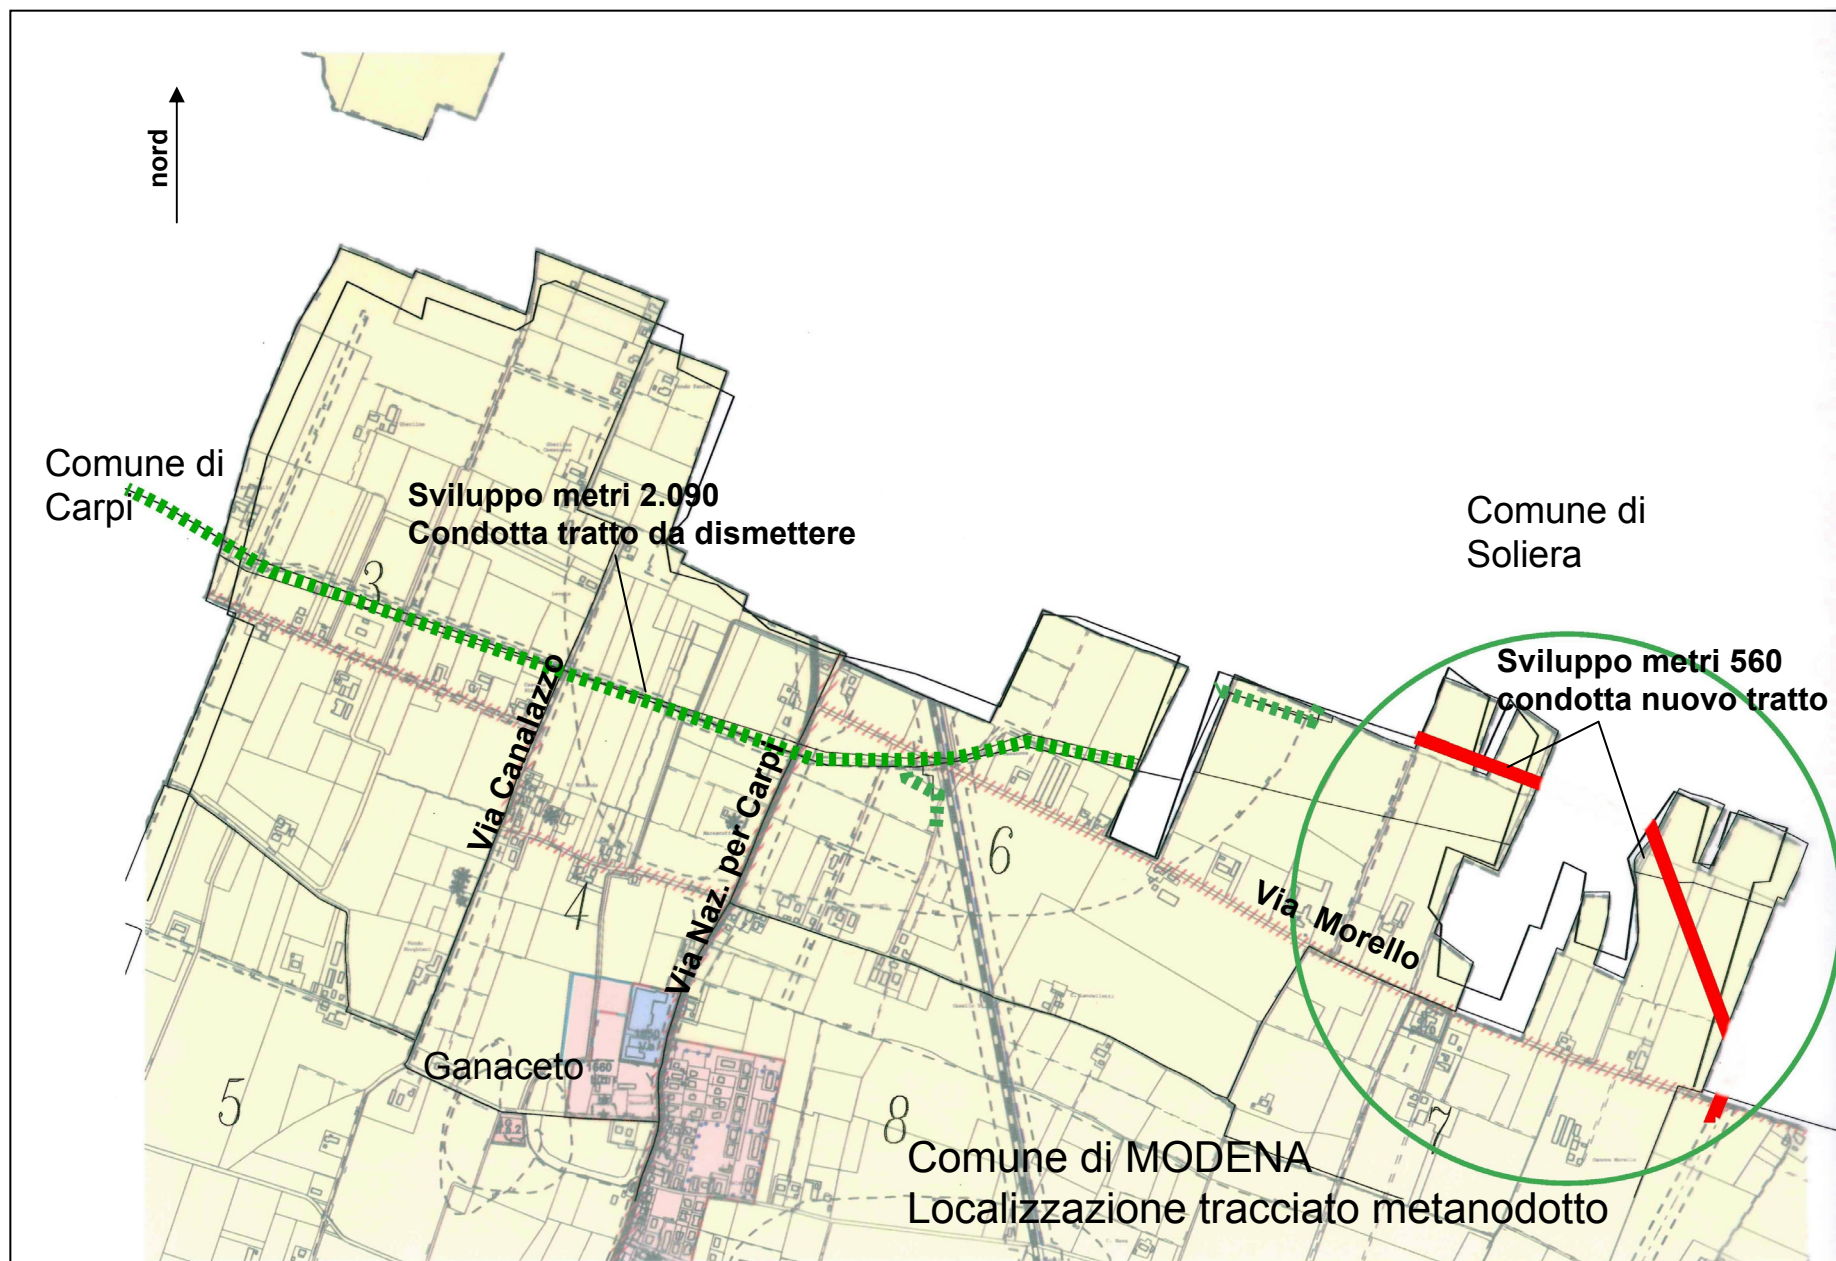 nord
Comune di
Carpi
Sviluppo metri 2.090
Condotta tratto da dismettere
Comune di
Soliera
Sviluppo metri 560
condotta nuovo tratto
3
Via Canalazzo
Via Naz. per Carpi
6
Via Morello
4
Ganaceto
5
8
7
Comune di MODENA
Localizzazione tracciato metanodotto